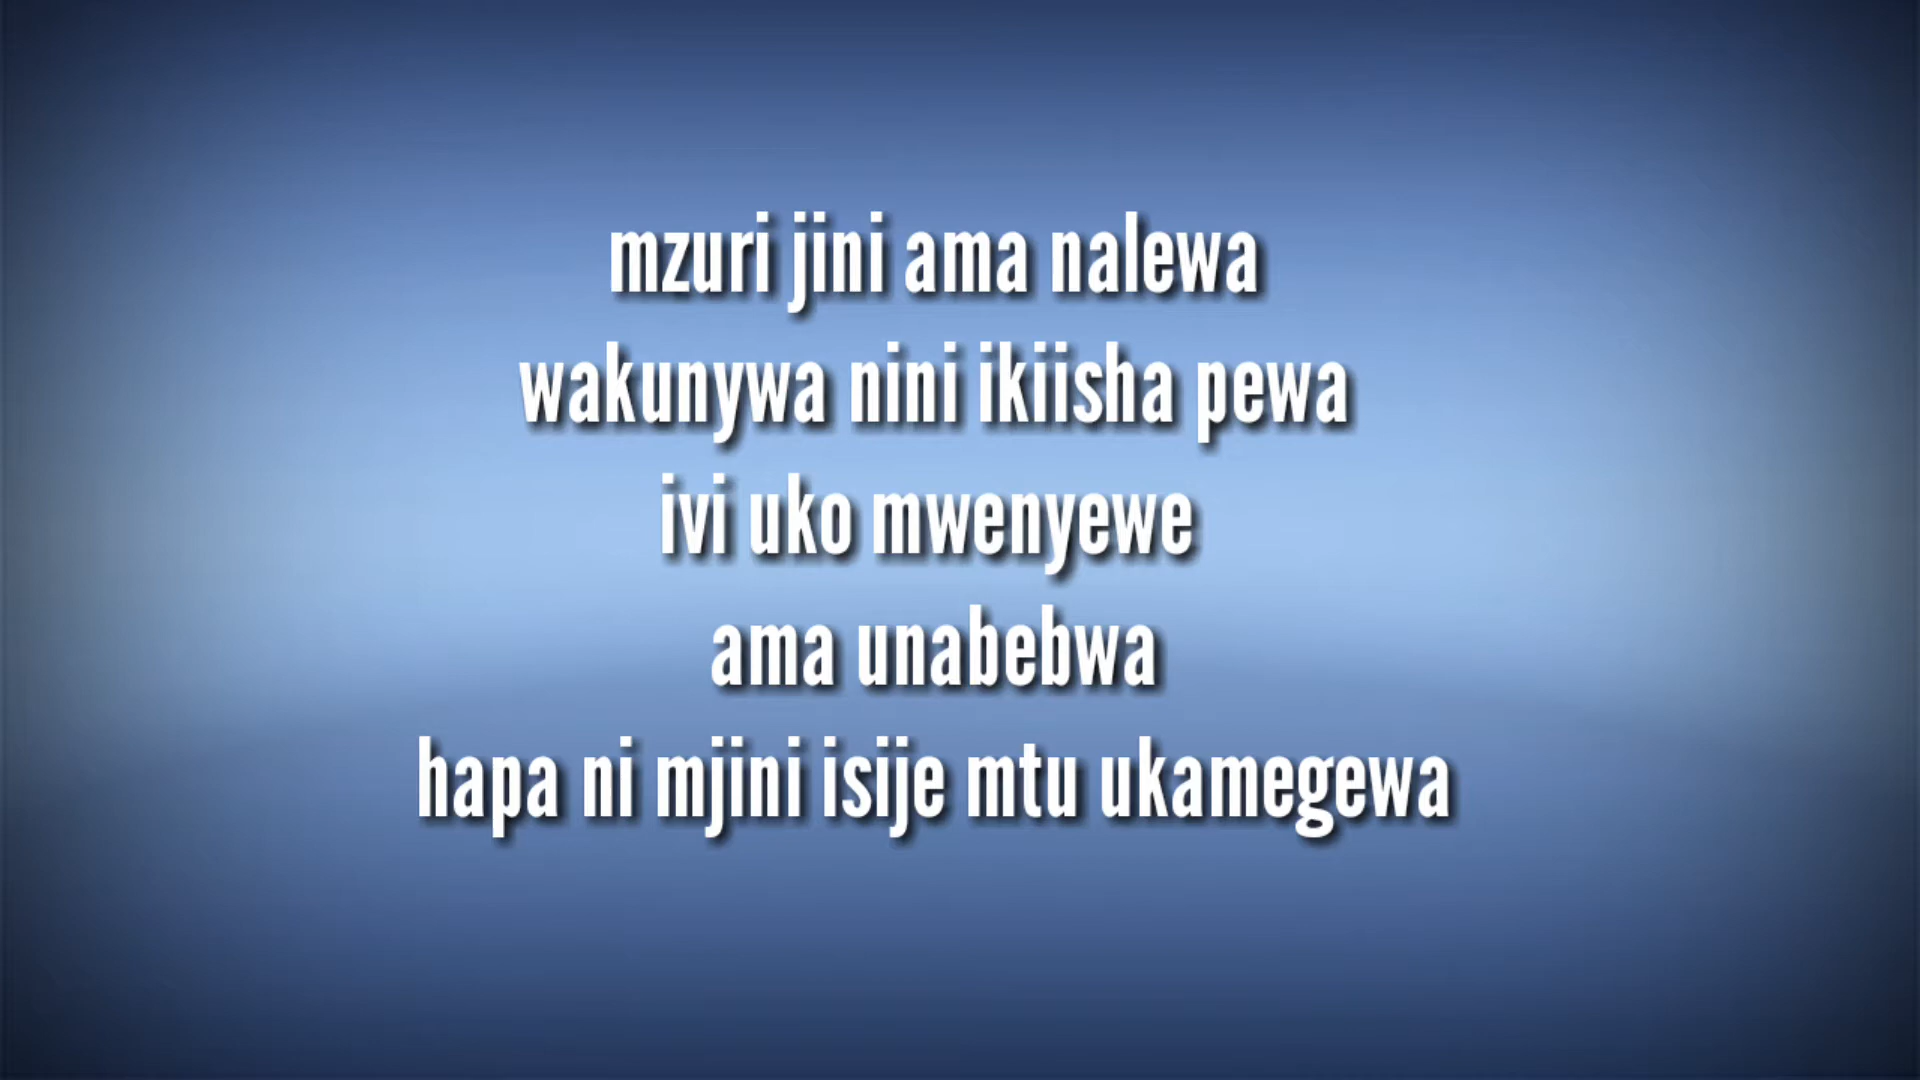 mzuri jini ama nalewa
wakunywa nini ikiisha pewa
ivi uko mwenyewe
ama unabebwa
hapa ni mjini isije mtu ukamegewa